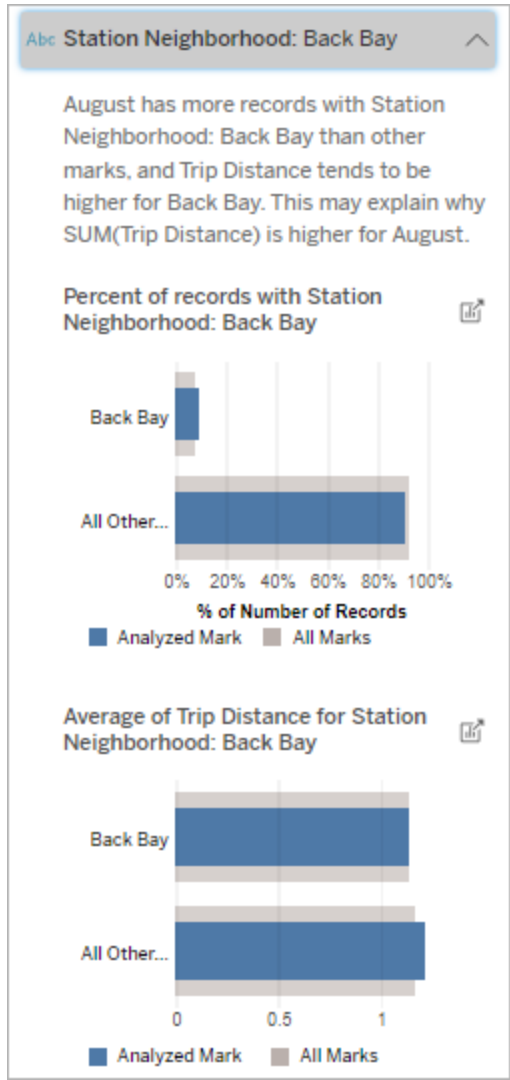 Abc Station Neighborhood: Back Bay
August has more records with Station
Neighborhood: Back Bay than other
marks, and Trip Distance tends to be
higher for Back Bay. This may explain why
SUM(Trip Distance) is higher for August.
Percent of records with Station
Neighborhood: Back Bay
Back Bay
All Other...
0% 20% 40% 60% 80% 100%
% of Number of Records
Analyzed Mark All Marks
Average of Trip Distance for Station
Neighborhood: Back Bay
Back Bay
All Other...
0 0.5 1
Analyzed Mark All Marks